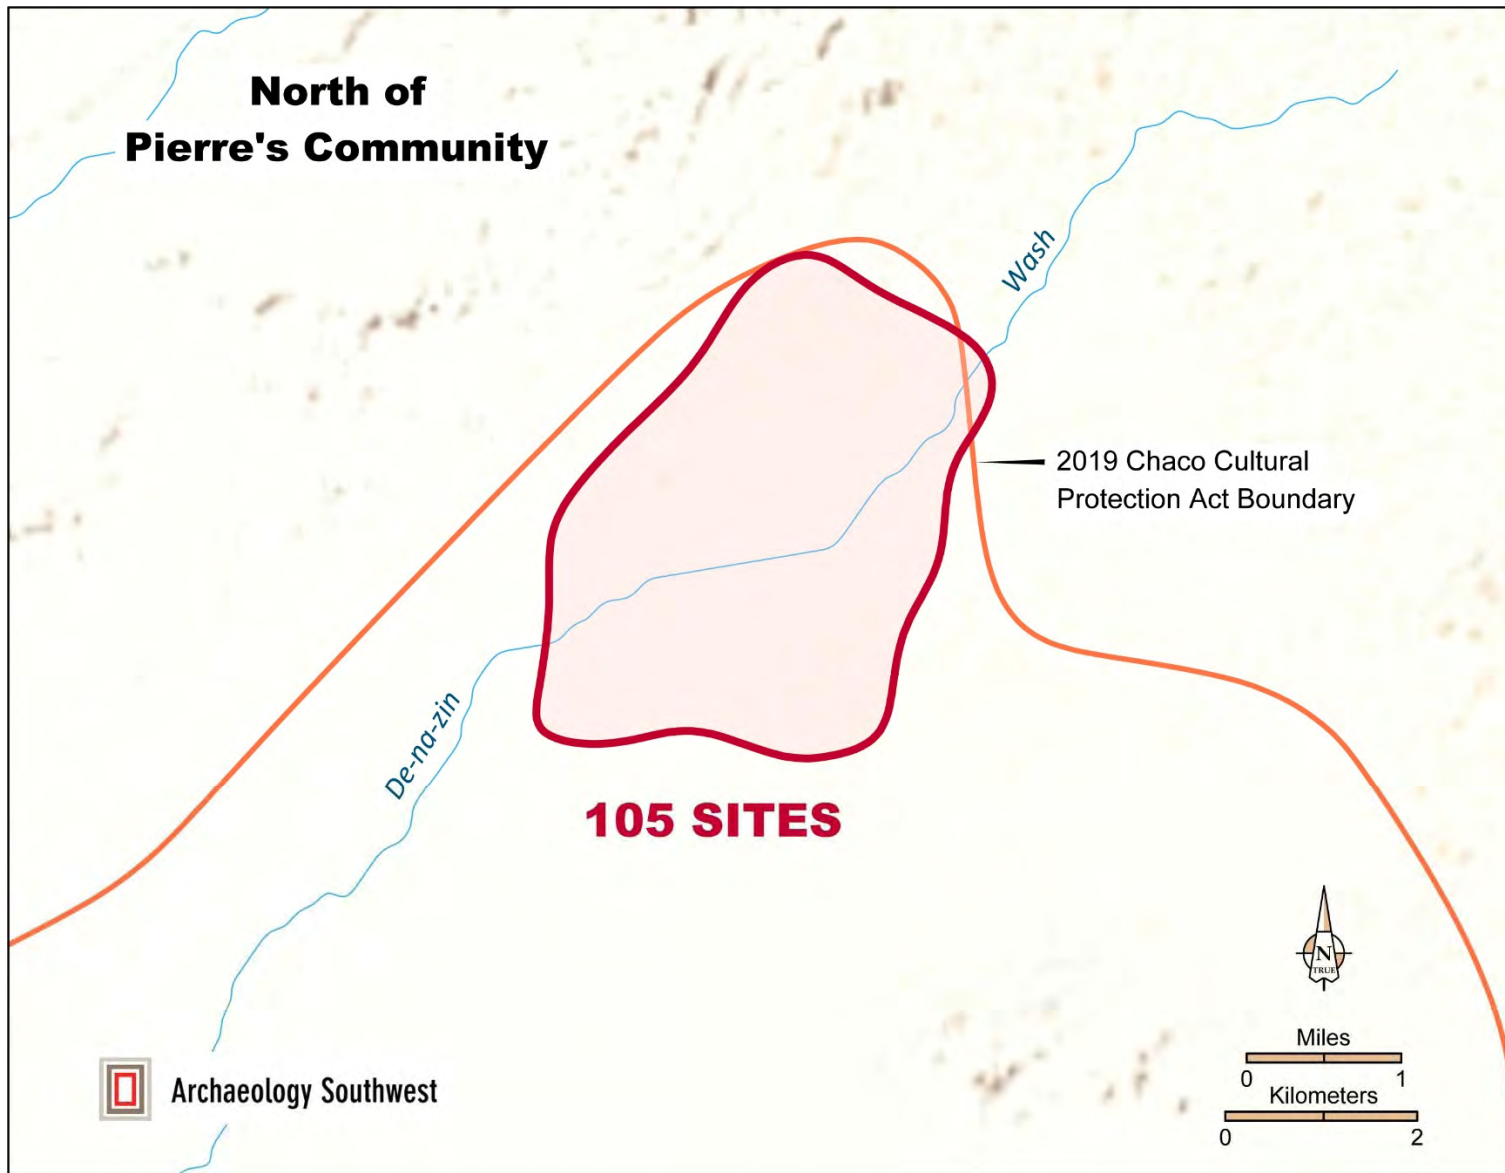 North of
Pierre's Community
Wash
2019 Chaco Cultural
Protection Act Boundary
De-na-zin
105 SITES
N
TRUE
Miles
0 1
Kilometers
0 2
Archaeology Southwest